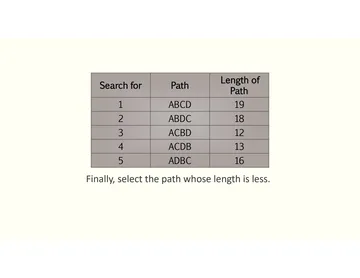 Search for Path Length of Path
1 ABCD 19
2 ABDC 18
3 ACBD 12
4 ACDB 13
5 ADBC 16
Finally, select the path whose length is less.